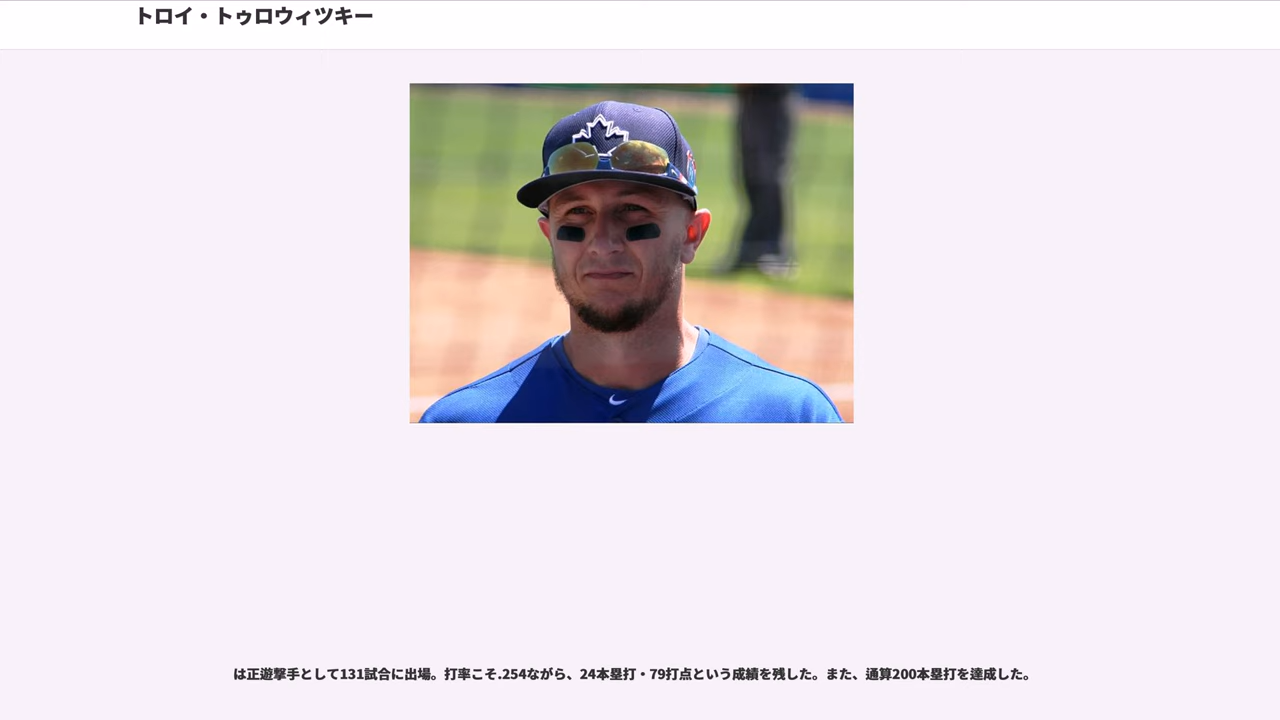 トロイ・トゥロウィツキー
は正遊撃手として131試合に出場。打率こそ.254ながら、24本塁打・79打点という成績を残した。また、通算200本塁打を達成した。